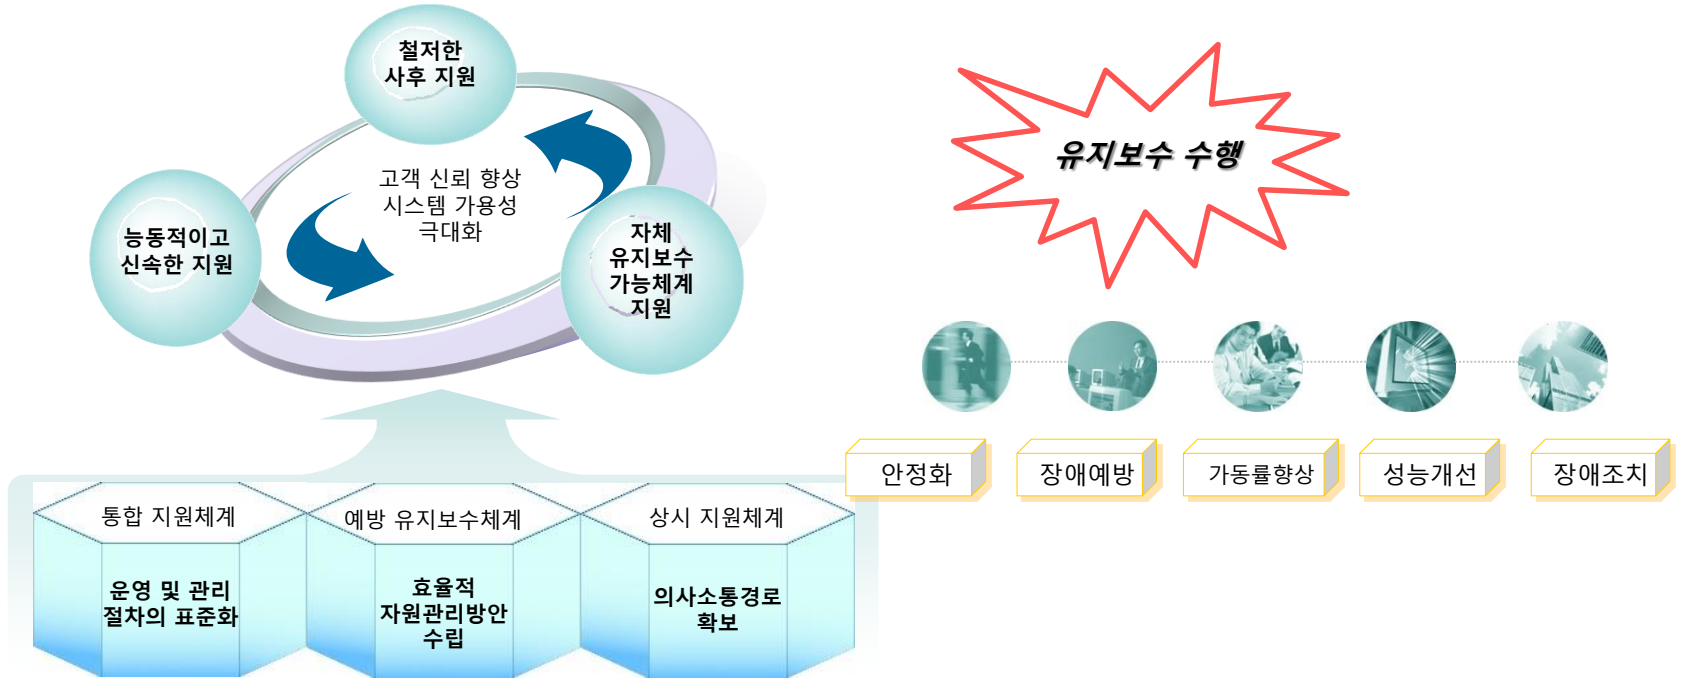 철저한
사후 지원
고객 신뢰 향상
시스템 가용성
극대화
능동적이고
신속한 지원
자체
유지보수
가능체계
지원
통합 지원체계
예방 유지보수체계
상시 지원체계
운영 및 관리
절차의 표준화
효율적
자원관리방안
수립
의사소통경로
확보
유지보수 수행
안정화
장애예방
가동률향상
성능개선
장애조치